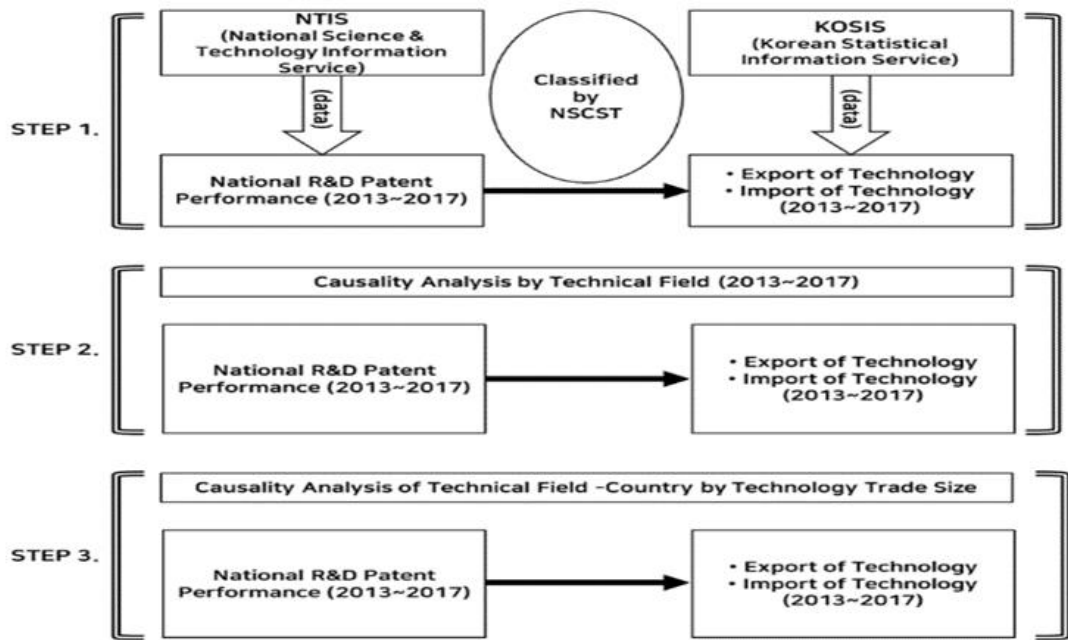 STEP 1.
NTIS
(National Science &
Technology Information
Service)
(data)
National R&D Patent
Performance (2013~2017)
Classified
by
NSCST
KOSIS
(Korean Statistical
Information Service)
(data)
• Export of Technology
• Import of Technology
(2013~2017)
STEP 2.
Causality Analysis by Technical Field (2013~2017)
National R&D Patent
Performance (2013~2017)
• Export of Technology
• Import of Technology
(2013~2017)
STEP 3.
Causality Analysis of Technical Field -Country by Technology Trade Size
National R&D Patent
Performance (2013~2017)
• Export of Technology
• Import of Technology
(2013~2017)